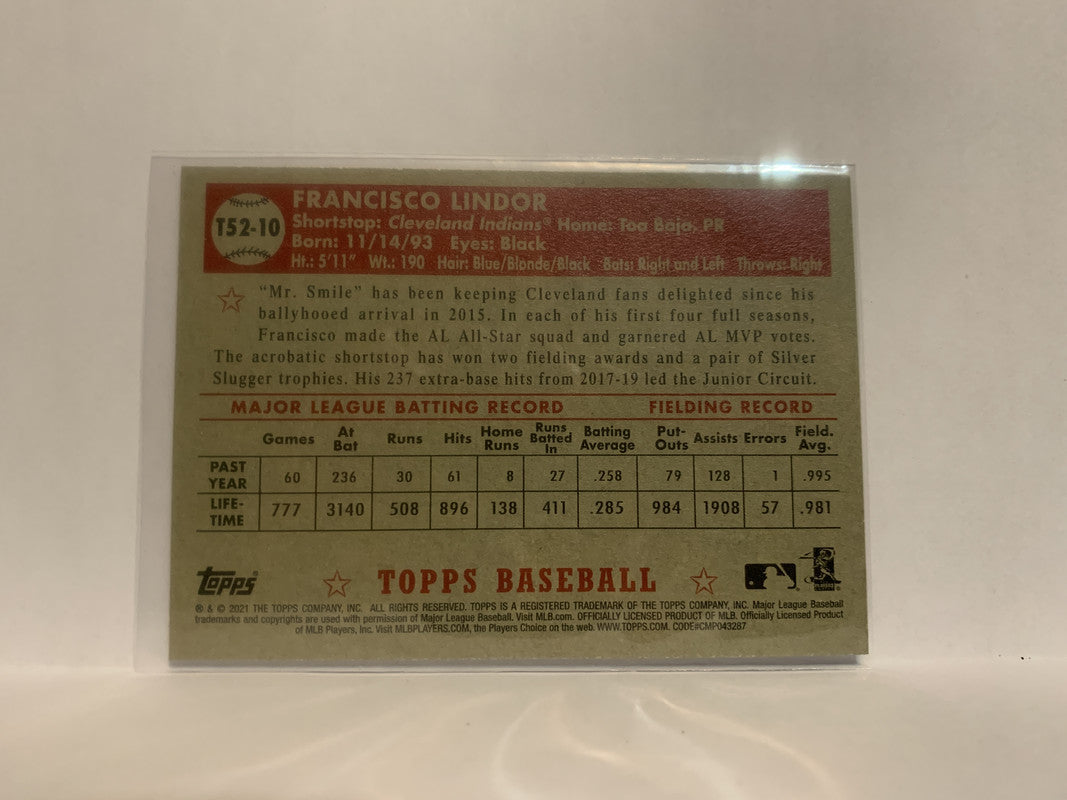 T52-10
FRANCISCO LINDOR
Shortstop: Cleveland Indians® Home: Toa Baja, PR
Born: 11/14/93 Eyes: Black
Ht.: 5'11" Wt.: 190 Hair: Blue/Blonde/Black Bats: Right and Left Throws: Right
"Mr. Smile" has been keeping Cleveland fans delighted since his
ballyhooed arrival in 2015. In each of his first four full seasons,
Francisco made the AL All-Star squad and garnered AL MVP votes.
The acrobatic shortstop has won two fielding awards and a pair of Silver
Slugger trophies. His 237 extra-base hits from 2017-19 led the Junior Circuit.
MAJOR LEAGUE BATTING RECORD FIELDING RECORD
Games At Bat Runs Hits Home Runs Runs Batted In Batting Average Put-Outs Assists Errors Field. Avg.
PAST YEAR 60 236 30 61 8 27 .258 79 128 1 .995
LIFE-TIME 777 3140 508 896 138 411 .285 984 1908 57 .981
Topps TOPPS BASEBALL
® & © 2021 THE TOPPS COMPANY, INC. ALL RIGHTS RESERVED. TOPPS IS A REGISTERED TRADEMARK OF THE TOPPS COMPANY, INC. Major League Baseball
trademarks and copyrights are used with permission of Major League Baseball. Visit MLB.com. OFFICIALLY LICENSED PRODUCT OF MLB. Officially Licensed Product
of MLB Players, Inc. Visit MLBPLAYERS.COM, the Players Choice on the web. WWW.TOPPS.COM. CODE#CMP043287